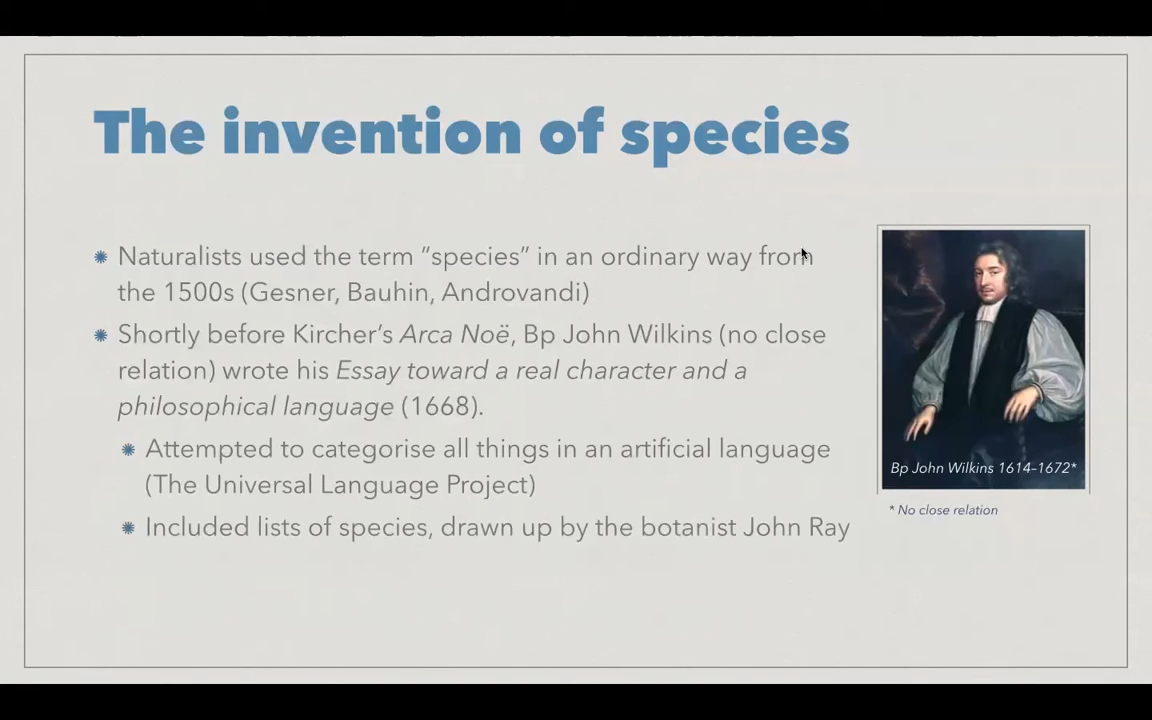 The invention of species
Naturalists used the term “species” in an ordinary way from
the 1500s (Gesner, Bauhin, Androvandi)
Shortly before Kircher’s Arca Noë, Bp John Wilkins (no close
relation) wrote his Essay toward a real character and a
philosophical language (1668).
Attempted to categorise all things in an artificial language
(The Universal Language Project)
Included lists of species, drawn up by the botanist John Ray
Bp John Wilkins 1614–1672*
* No close relation